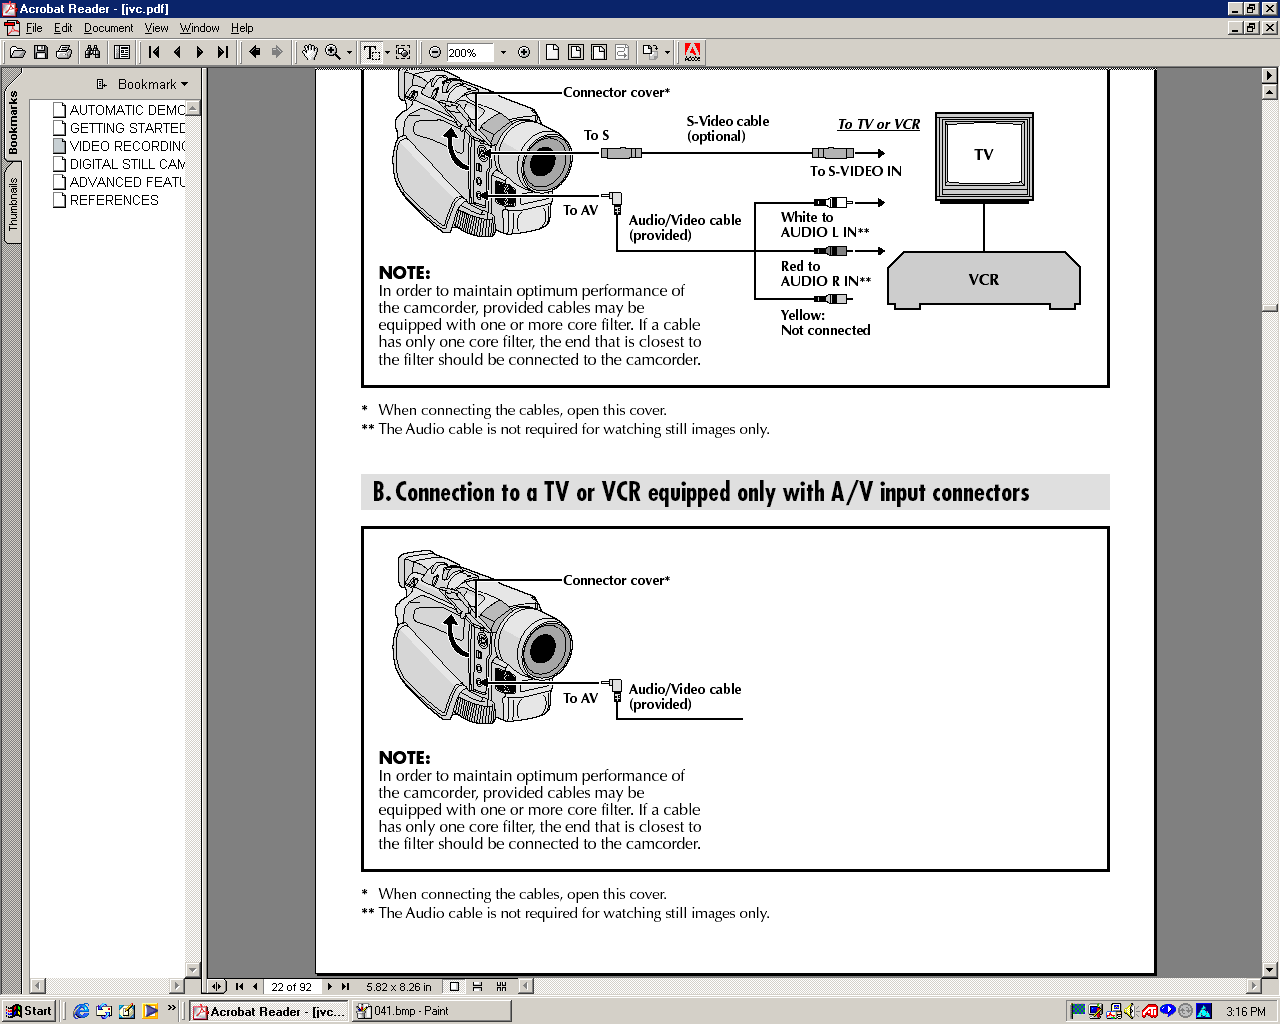 Acrobat Reader - [jvc.pdf]
File Edit Document View Window Help
200%
Adobe
Bookmarks
Thumbnails
Bookmark
AUTOMATIC DEMO
GETTING STARTED
VIDEO RECORDING
DIGITAL STILL CAM
ADVANCED FEATU
REFERENCES
Connector cover*
To S
S-Video cable
(optional)
To TV or VCR
TV
To S-VIDEO IN
To AV
Audio/Video cable
(provided)
White to
AUDIO L IN**
Red to
AUDIO R IN**
VCR
Yellow:
Not connected
NOTE:
In order to maintain optimum performance of
the camcorder, provided cables may be
equipped with one or more core filter. If a cable
has only one core filter, the end that is closest to
the filter should be connected to the camcorder.
* When connecting the cables, open this cover.
** The Audio cable is not required for watching still images only.
B. Connection to a TV or VCR equipped only with A/V input connectors
Connector cover*
To AV
Audio/Video cable
(provided)
NOTE:
In order to maintain optimum performance of
the camcorder, provided cables may be
equipped with one or more core filter. If a cable
has only one core filter, the end that is closest to
the filter should be connected to the camcorder.
* When connecting the cables, open this cover.
** The Audio cable is not required for watching still images only.
22 of 92
5.82 x 8.26 in
Start
Acrobat Reader - [jvc...
041.bmp - Paint
3:16 PM